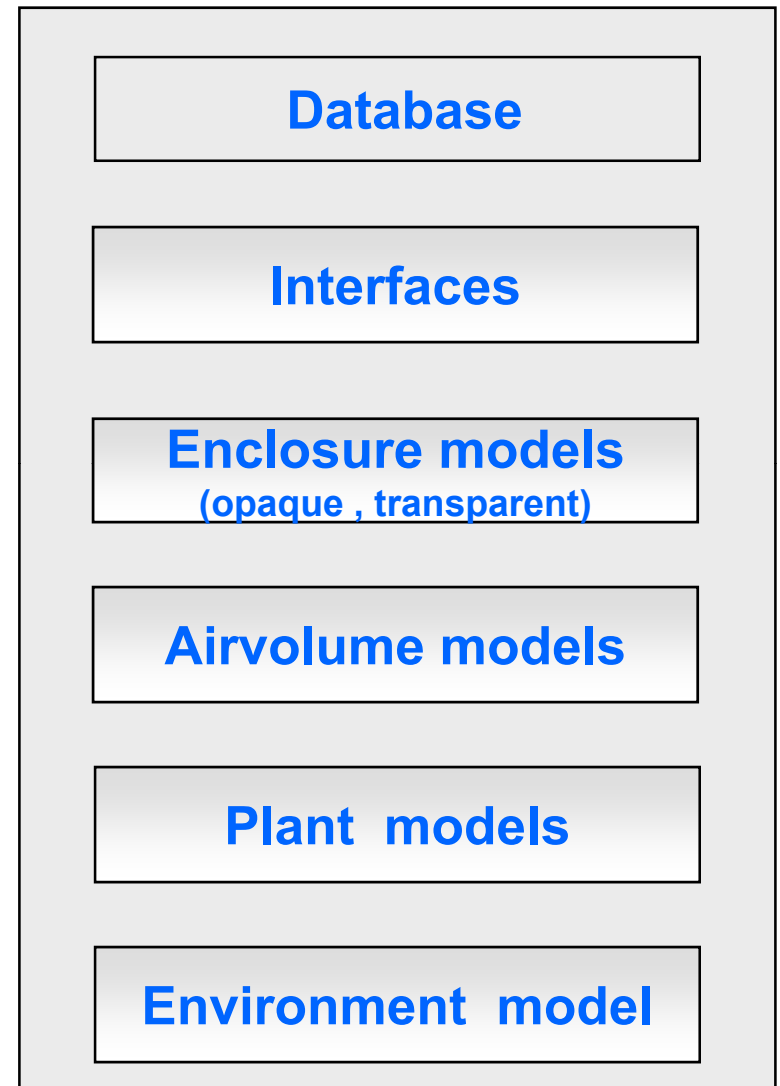 Database
Interfaces
Enclosure models
(opaque , transparent)
Airvolume models
Plant  models
Environment  model